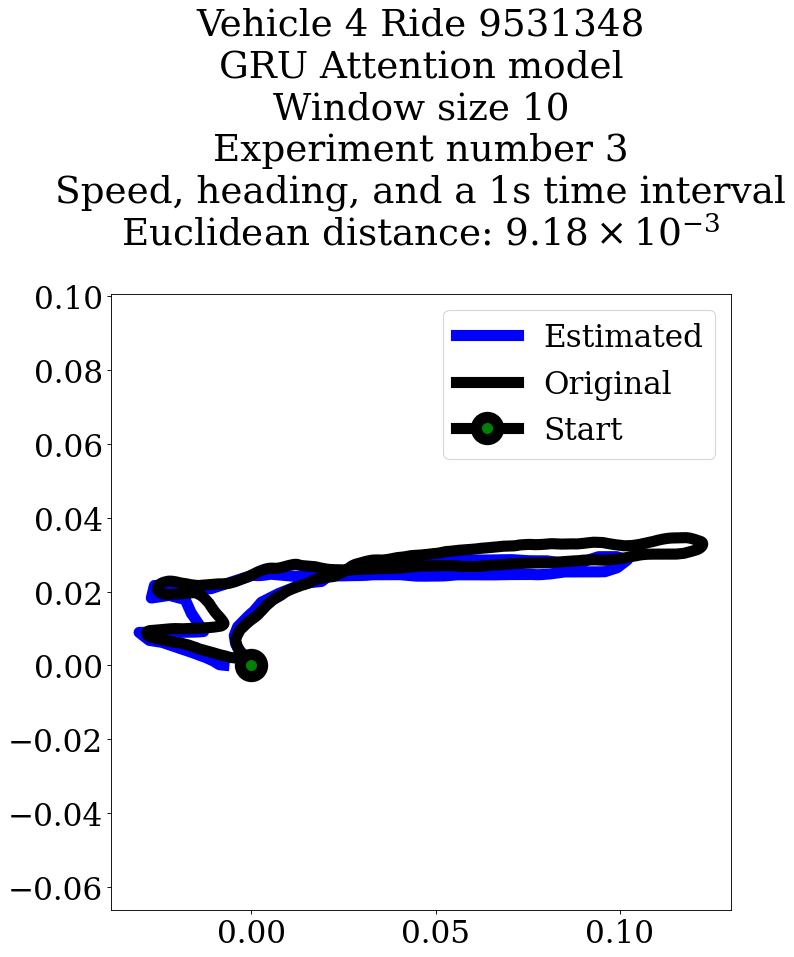 Vehicle 4 Ride 9531348
GRU Attention model
Window size 10
Experiment number 3
Speed, heading, and a 1s time interval
Euclidean distance: 9.18 × 10⁻³
0.10
0.08
0.06
0.04
0.02
0.00
−0.02
−0.04
−0.06
Estimated
Original
Start
0.00 0.05 0.10